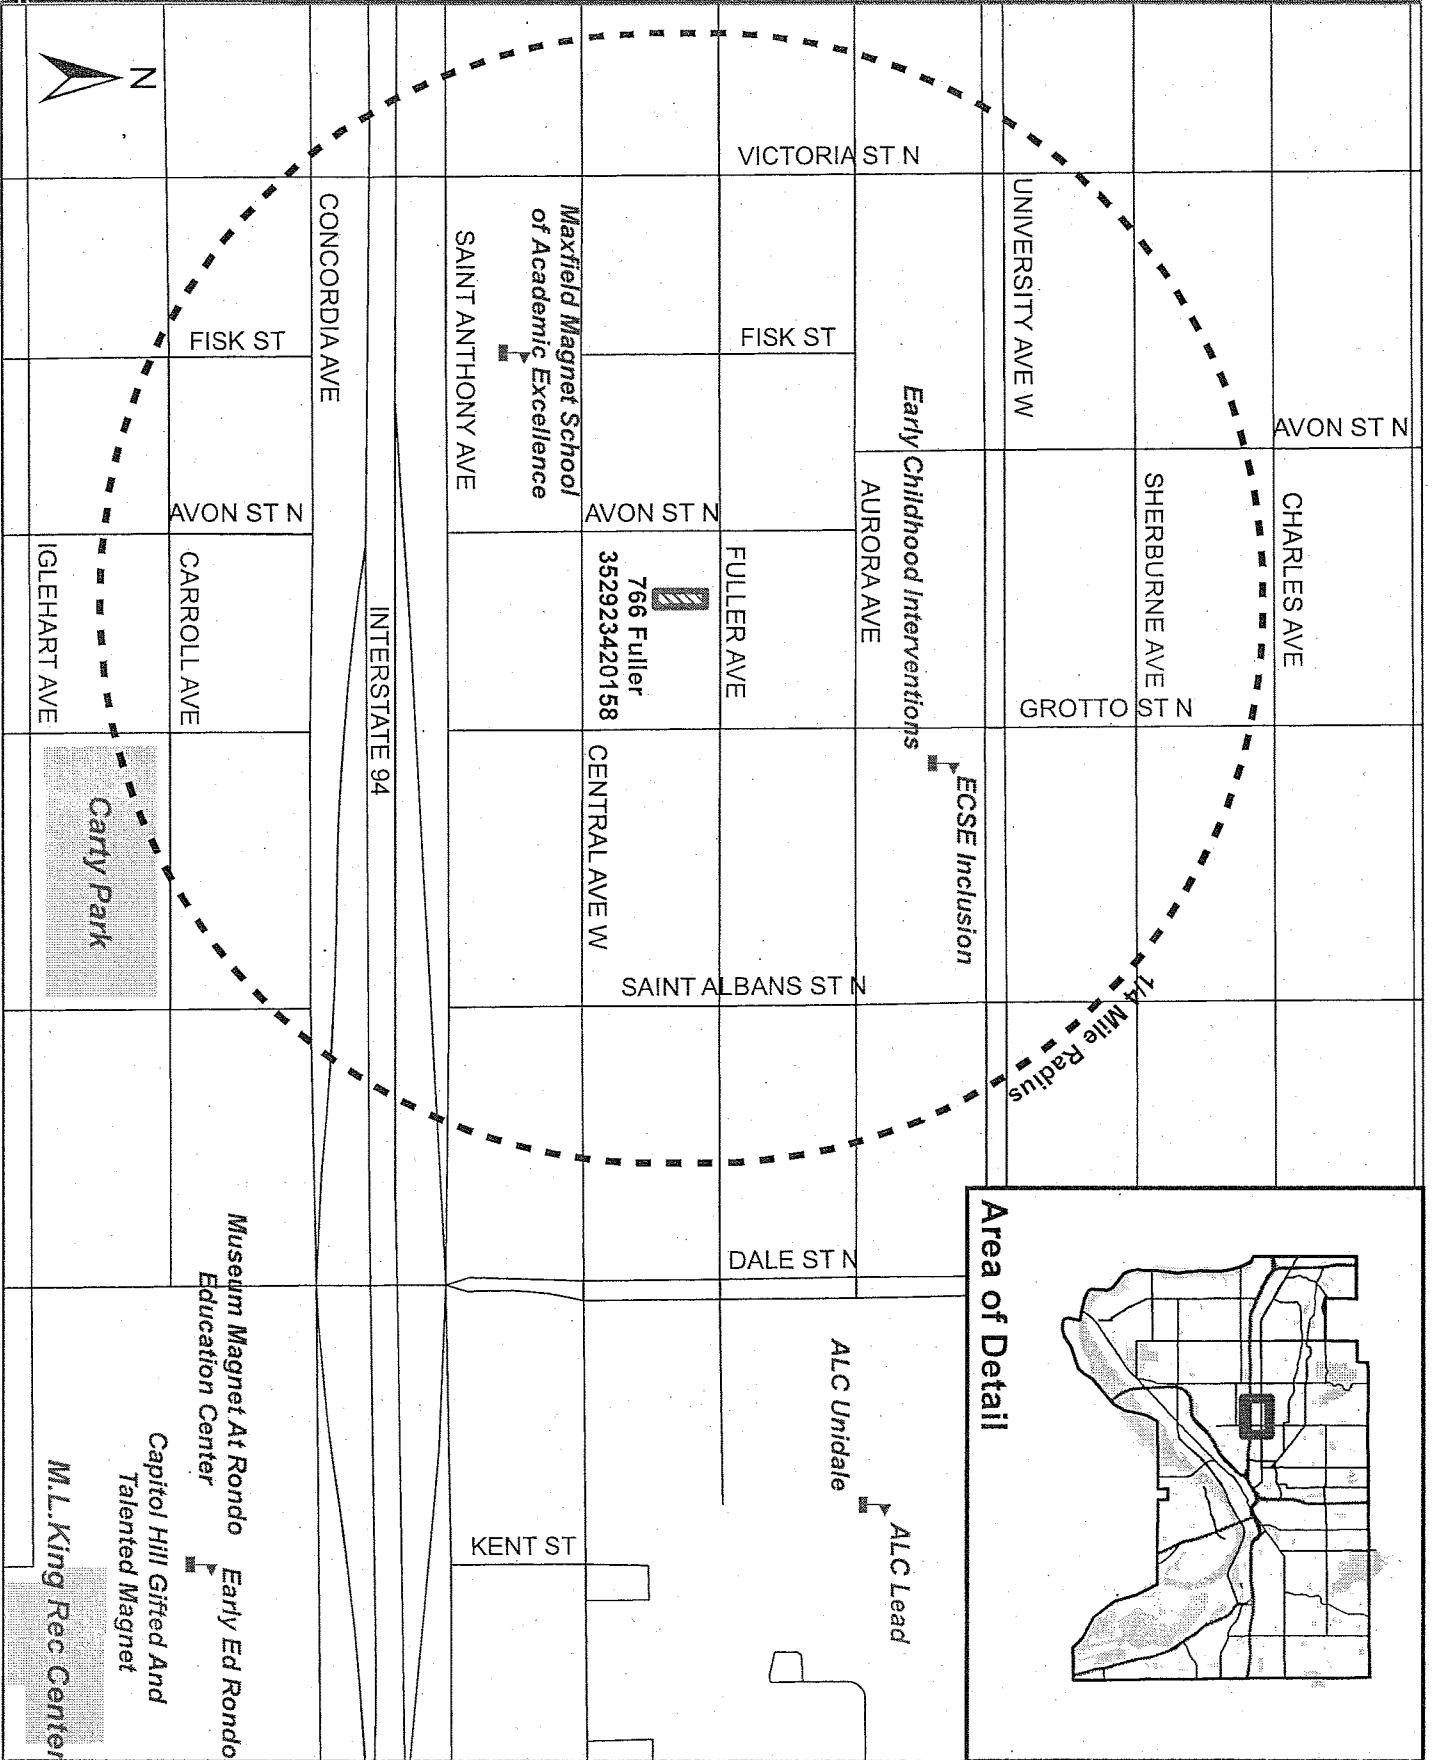 N
VICTORIA ST N
UNIVERSITY AVE W
CONCORDIA AVE
SAINT ANTHONY AVE
Maxfield Magnet School
of Academic Excellence
FISK ST
FISK ST
Early Childhood Interventions
AVON ST N
AVON ST N
AVON ST N
AURORA AVE
SHERBURNE AVE
CHARLES AVE
IGLEHART AVE
CARROLL AVE
INTERSTATE 94
766 Fuller
352923420158
FULLER AVE
GROTTO ST N
CENTRAL AVE W
ECSE Inclusion
Carty Park
SAINT ALBANS ST N
1/4 Mile Radius
Area of Detail
DALE ST N
Museum Magnet At Rondo
Education Center
ALC Unidale
ALC Lead
Capitol Hill Gifted And
Talented Magnet
Early Ed Rondo
M.L.King Rec Center
KENT ST